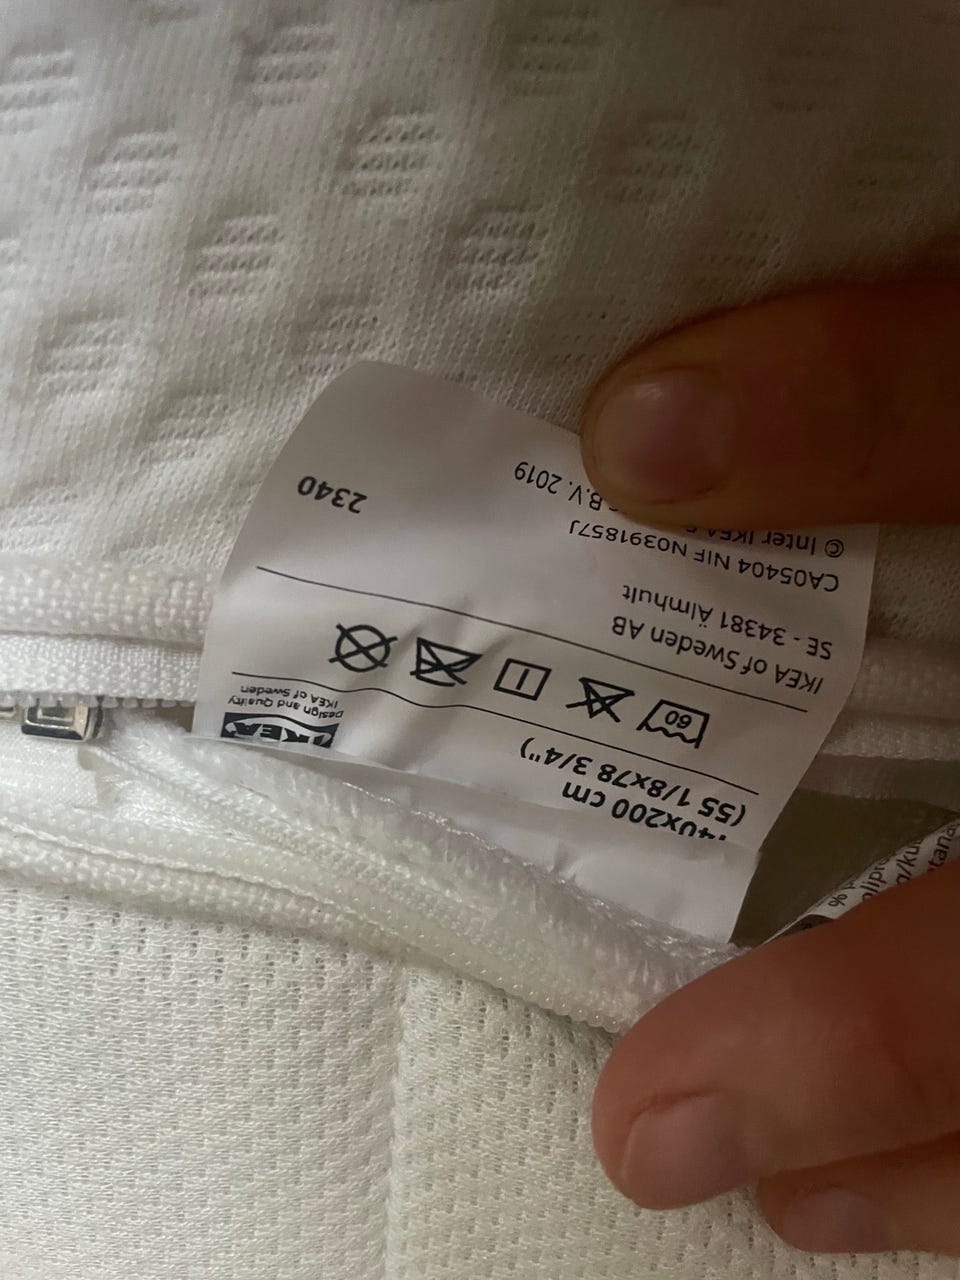 140x200 cm
(55 1/8x78 3/4")
IKEA
Design and Quality
IKEA of Sweden
60
IKEA of Sweden AB
SE - 34381 Älmhult
CA05404 NIF N0391857J
© Inter IKEA S B.V. 2019
2340
%